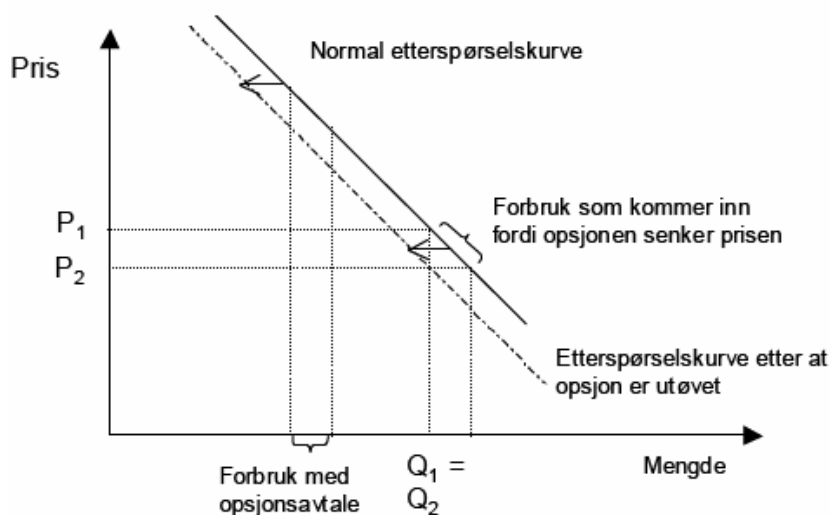 Normal etterspørselskurve
Pris
P1
P2
Forbruk som kommer inn
fordi opsjonen senker prisen
Etterspørselskurve etter at
opsjon er utøvet
Forbruk med
opsjonsavtale
Q1 =
Q2
Mengde